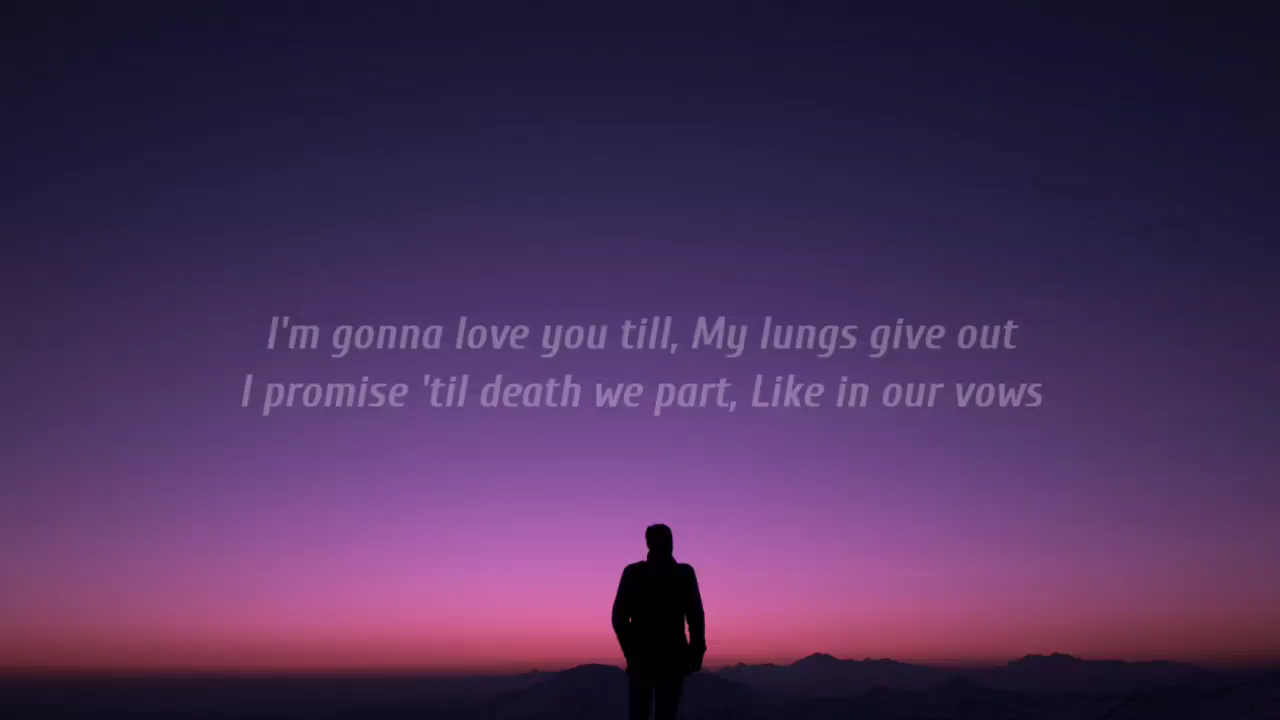 I'm gonna love you till, My lungs give out
I promise 'til death we part, Like in our vows